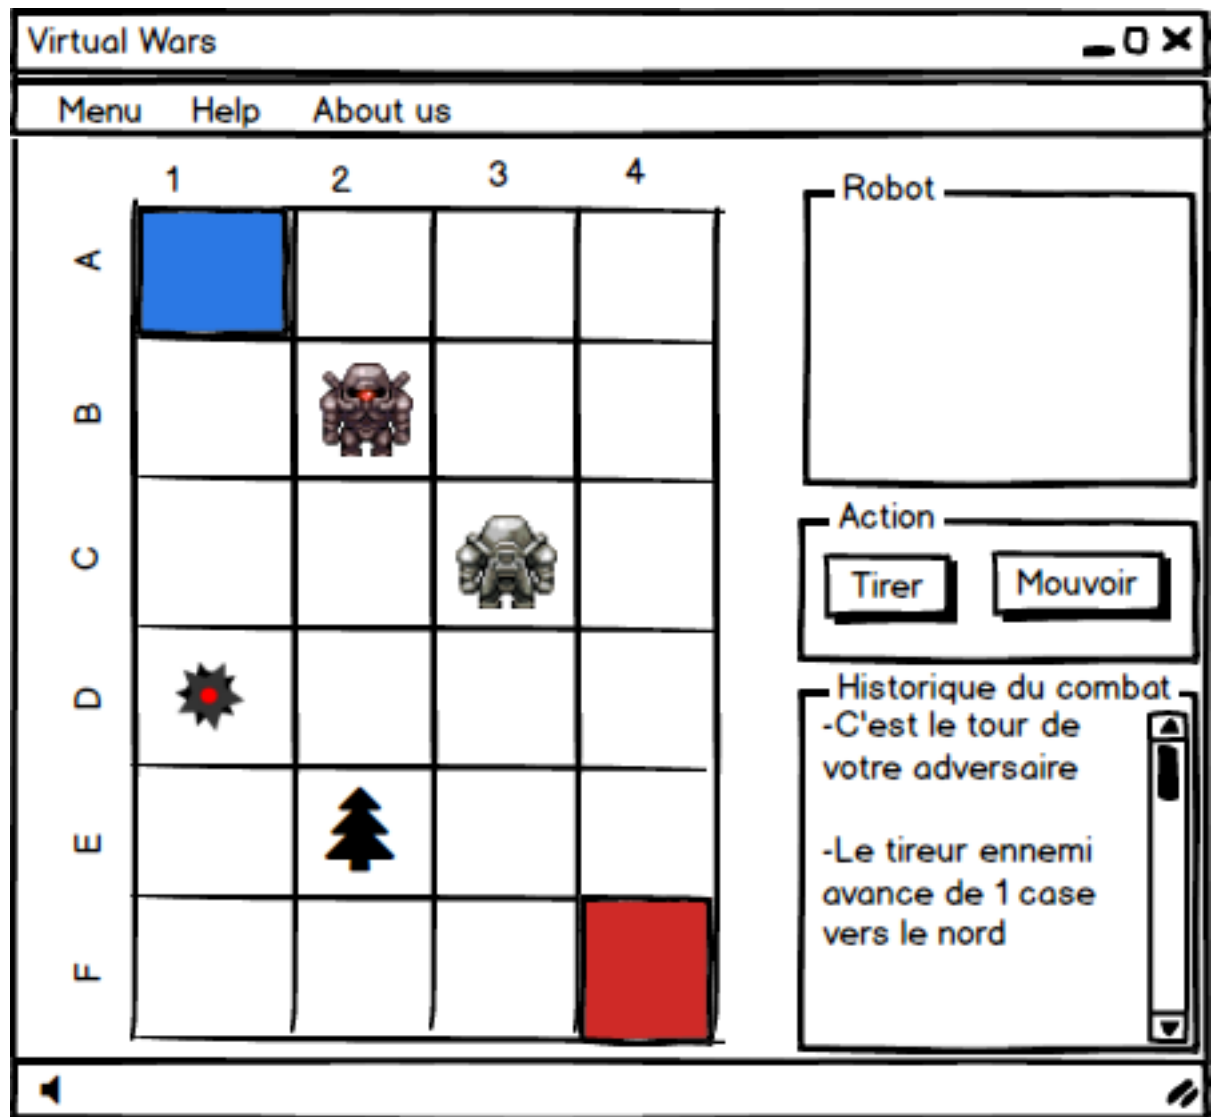 Virtual Wars
Menu Help About us
1 2 3 4
A
B
C
D
E
F
Robot
Action
Tirer Mouvoir
Historique du combat
-C'est le tour de
votre adversaire
-Le tireur ennemi
avance de 1 case
vers le nord